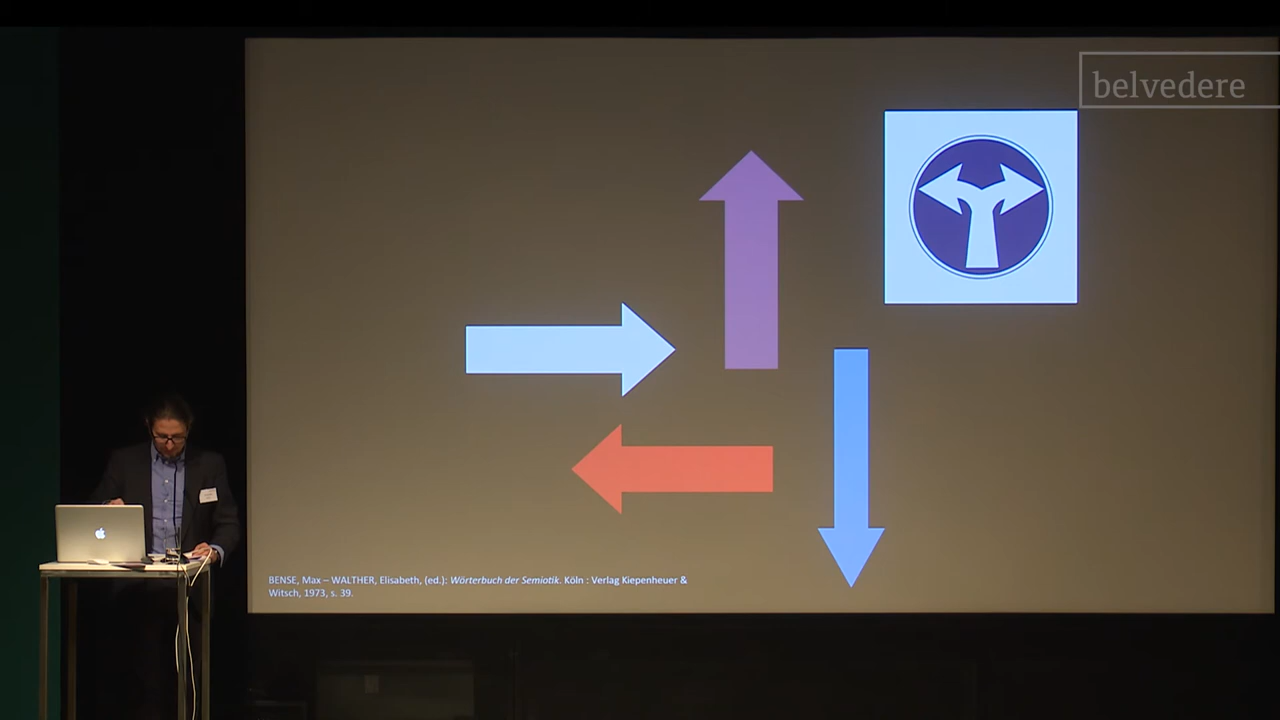 belvedere
BENSE, Max – WALTHER, Elisabeth, (ed.): Wörterbuch der Semiotik. Köln : Verlag Kiepenheuer &
Witsch, 1973, s. 39.